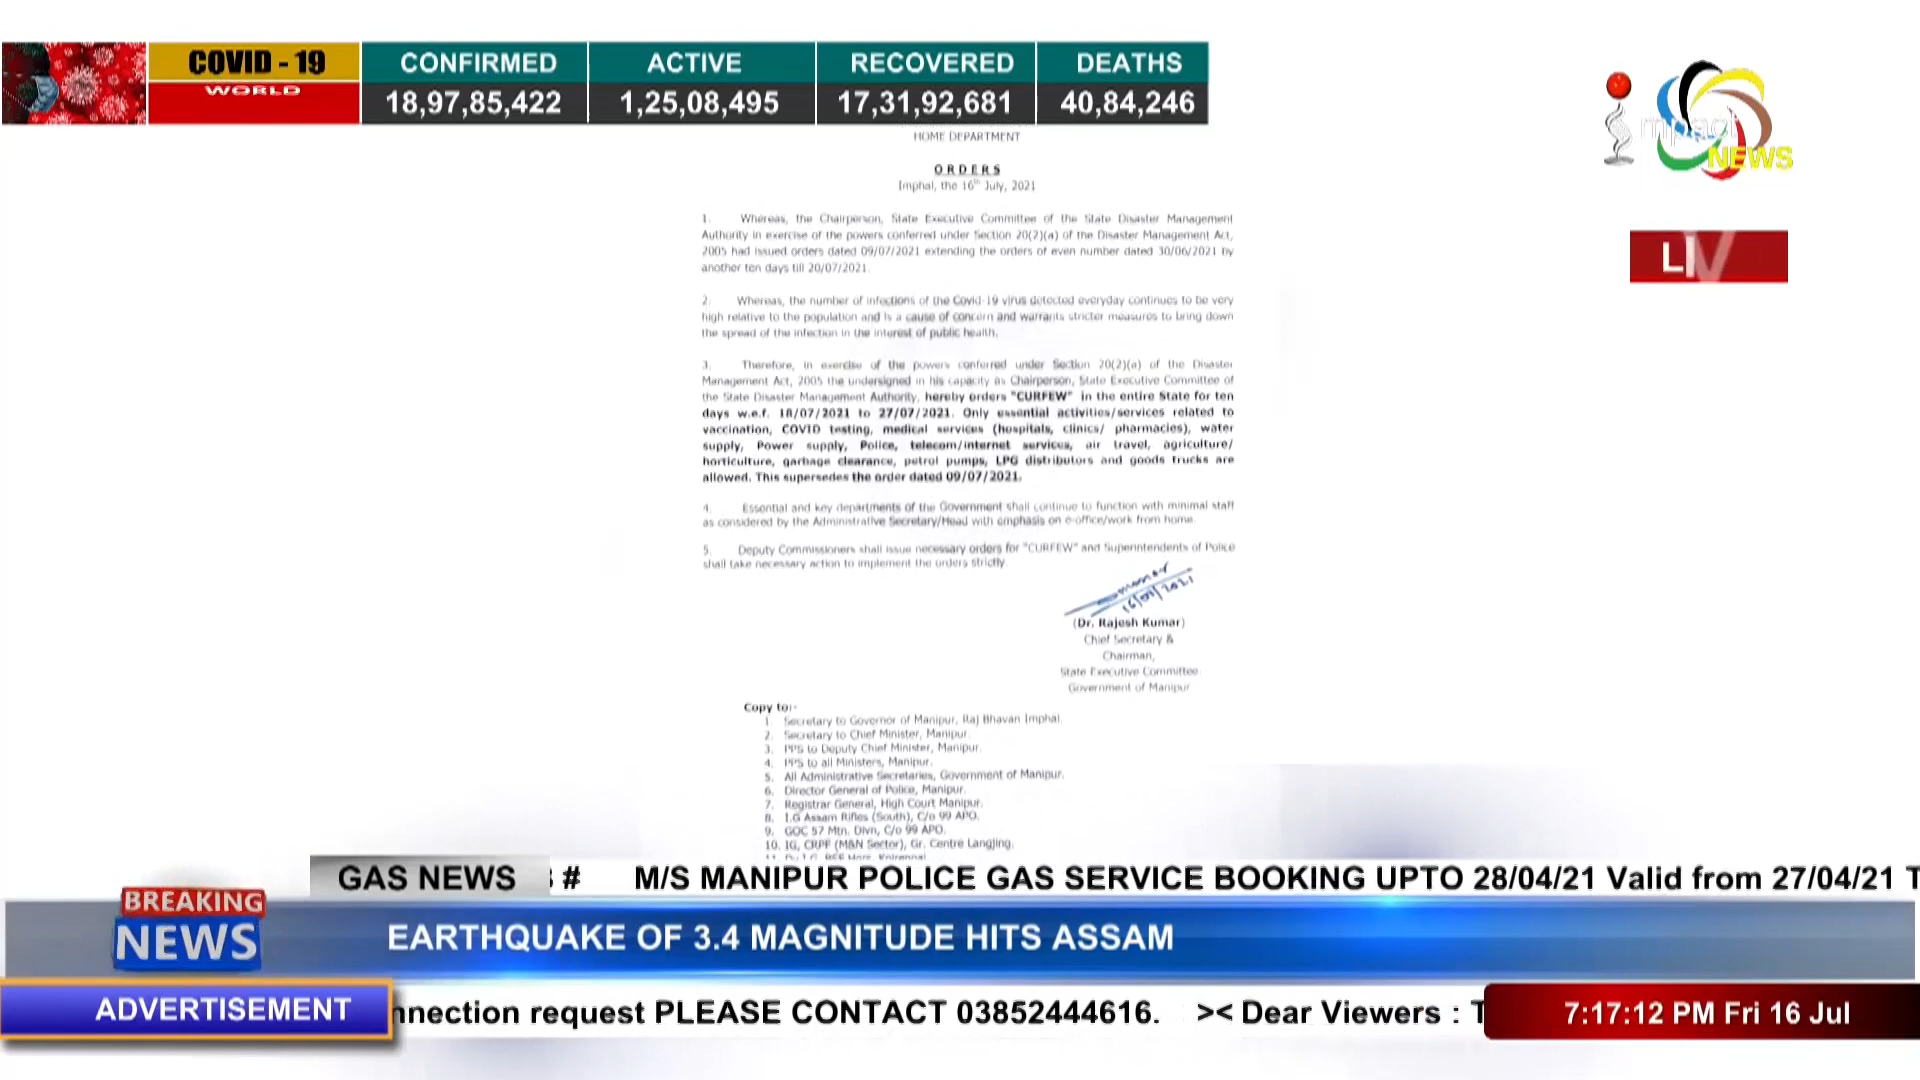 COVID - 19
WORLD
CONFIRMED
18,97,85,422
ACTIVE
1,25,08,495
RECOVERED
17,31,92,681
DEATHS
40,84,246
impact
NEWS
LIV
HOME DEPARTMENT
ORDERS
Imphal, the 16th July, 2021
1. Whereas, the Chairperson, State Executive Committee of the State Disaster Management
Authority in exercise of the powers conferred under Section 20(2)(a) of the Disaster Management Act,
2005 had issued orders dated 09/07/2021 extending the orders of even number dated 30/06/2021 by
another ten days till 20/07/2021.
2. Whereas, the number of infections of the Covid-19 virus detected everyday continues to be very
high relative to the population and is a cause of concern and warrants stricter measures to bring down
the spread of the infection in the interest of public health.
3. Therefore, in exercise of the powers conferred under Section 20(2)(a) of the Disaster
Management Act, 2005 the undersigned in his capacity as Chairperson, State Executive Committee of
the State Disaster Management Authority, hereby orders "CURFEW" in the entire State for ten
days w.e.f. 18/07/2021 to 27/07/2021. Only essential activities/services related to
vaccination, COVID testing, medical services (hospitals, clinics/ pharmacies), water
supply, Power supply, Police, telecom/internet services, air travel, agriculture/
horticulture, garbage clearance, petrol pumps, LPG distributors and goods trucks are
allowed. This supersedes the order dated 09/07/2021.
4. Essential and key departments of the Government shall continue to function with minimal staff
as considered by the Administrative Secretary/Head with emphasis on e-office/work from home.
5. Deputy Commissioners shall issue necessary orders for "CURFEW" and Superintendents of Police
shall take necessary action to implement the orders strictly.
16/07/2021
(Dr. Rajesh Kumar)
Chief Secretary &
Chairman,
State Executive Committee
Government of Manipur
Copy to:-
1. Secretary to Governor of Manipur, Raj Bhavan Imphal.
2. Secretary to Chief Minister, Manipur.
3. PPS to Deputy Chief Minister, Manipur.
4. PPS to all Ministers, Manipur.
5. All Administrative Secretaries, Government of Manipur.
6. Director General of Police, Manipur.
7. Registrar General, High Court Manipur.
8. I.G Assam Rifles (South), C/o 99 APO.
9. GOC 57 Mtn. Divn, C/o 99 APO.
10. IG, CRPF (M&N Sector), Gr. Centre Langjing.
GAS NEWS # M/S MANIPUR POLICE GAS SERVICE BOOKING UPTO 28/04/21 Valid from 27/04/21 T
BREAKING
NEWS
EARTHQUAKE OF 3.4 MAGNITUDE HITS ASSAM
ADVERTISEMENT
nnection request PLEASE CONTACT 03852444616. >< Dear Viewers : T
7:17:12 PM Fri 16 Jul